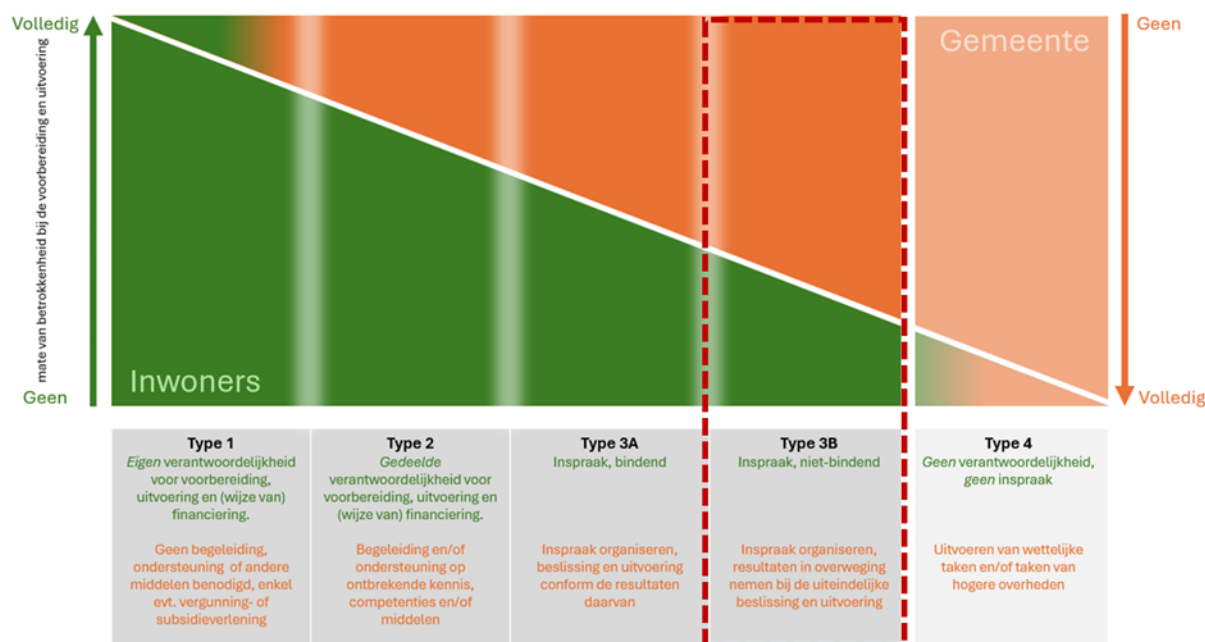 Volledig
Geen
mate van betrokkenheid bij de voorbereiding en uitvoering
Gemeente
Inwoners
Geen
Volledig
Type 1
Eigen verantwoordelijkheid
voor voorbereiding,
uitvoering en (wijze van)
financiering.
Geen begeleiding,
ondersteuning of andere
middelen benodigd, enkel
evt. vergunning- of
subsidieverlening
Type 2
Gedeelde
verantwoordelijkheid voor
voorbereiding, uitvoering en
(wijze van) financiering.
Begeleiding en/of
ondersteuning op
ontbrekende kennis,
competenties en/of
middelen
Type 3A
Inspraak, bindend
Inspraak organiseren,
beslissing en uitvoering
conform de resultaten
daarvan
Type 3B
Inspraak, niet-bindend
Inspraak organiseren,
resultaten in overweging
nemen bij de uiteindelijke
beslissing en uitvoering
Type 4
Geen verantwoordelijkheid,
geen inspraak
Uitvoeren van wettelijke
taken en/of taken van
hogere overheden